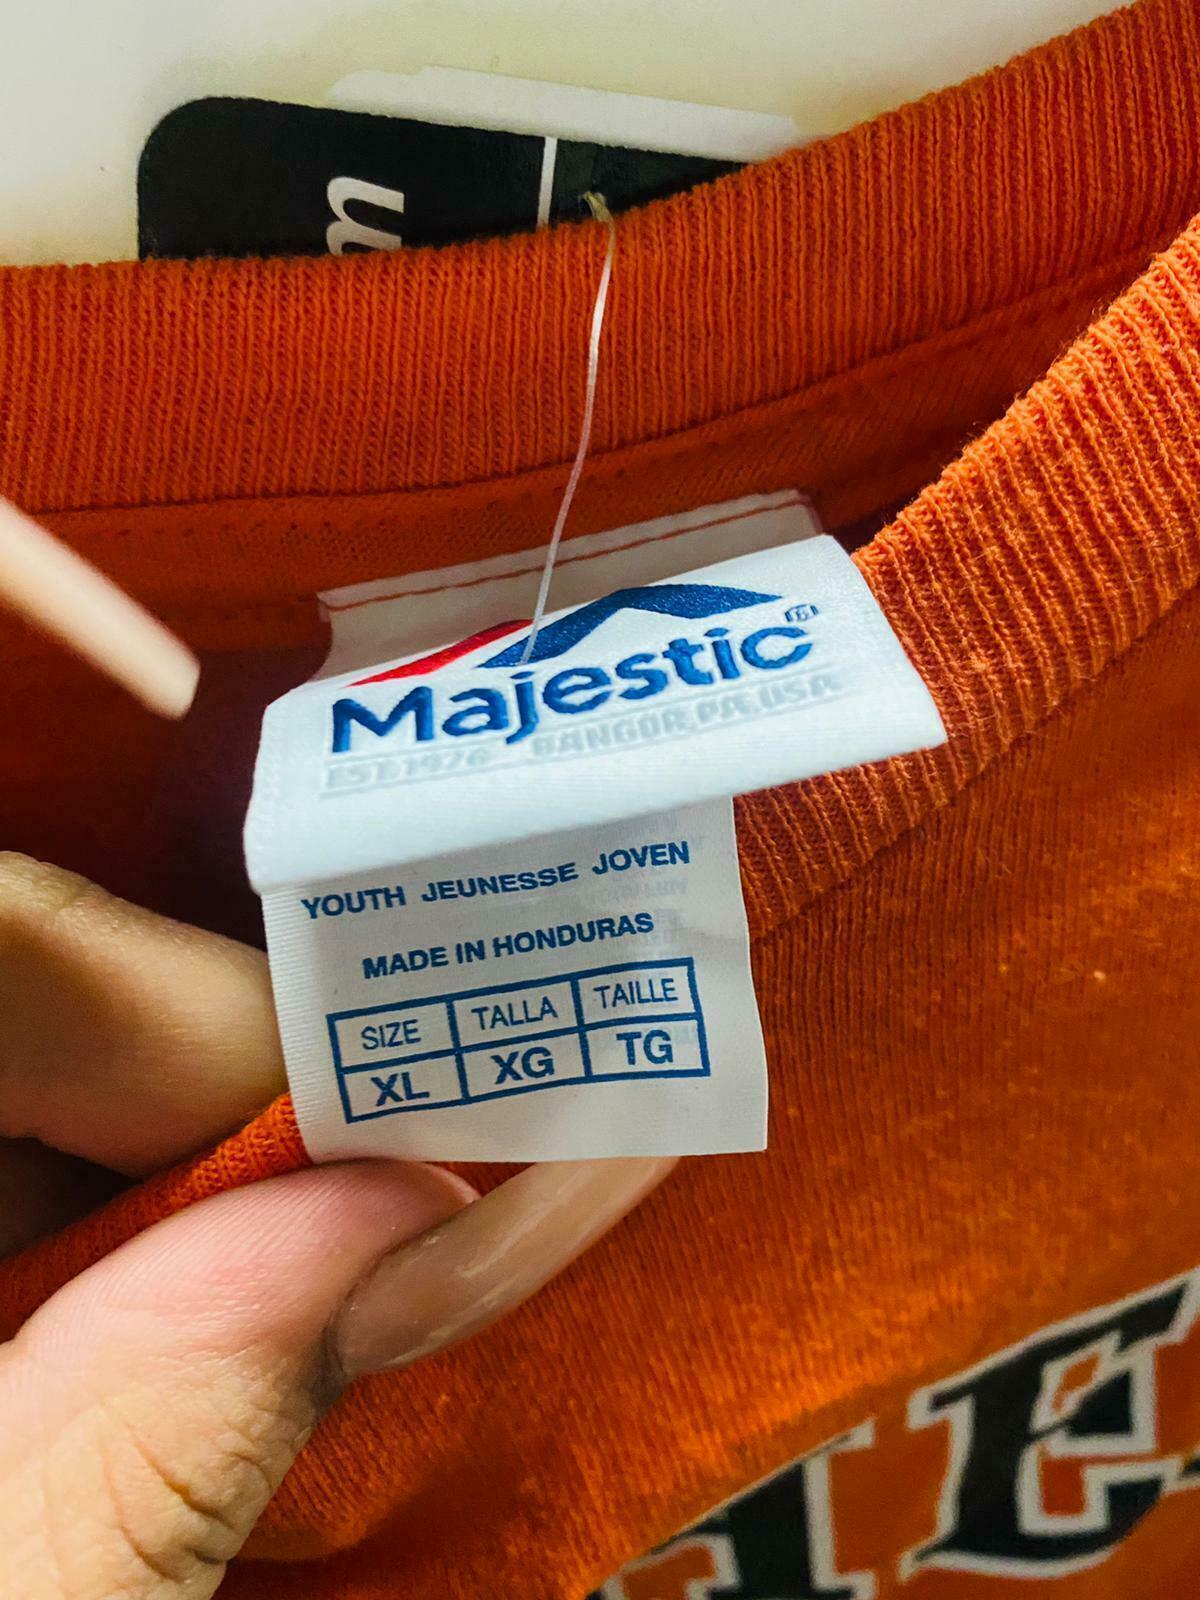 m
Majestic®
EST. 1976 BANGOR, PA, USA
YOUTH JEUNESSE JOVEN
MADE IN HONDURAS
SIZE TALLA TAILLE
XL XG TG
E